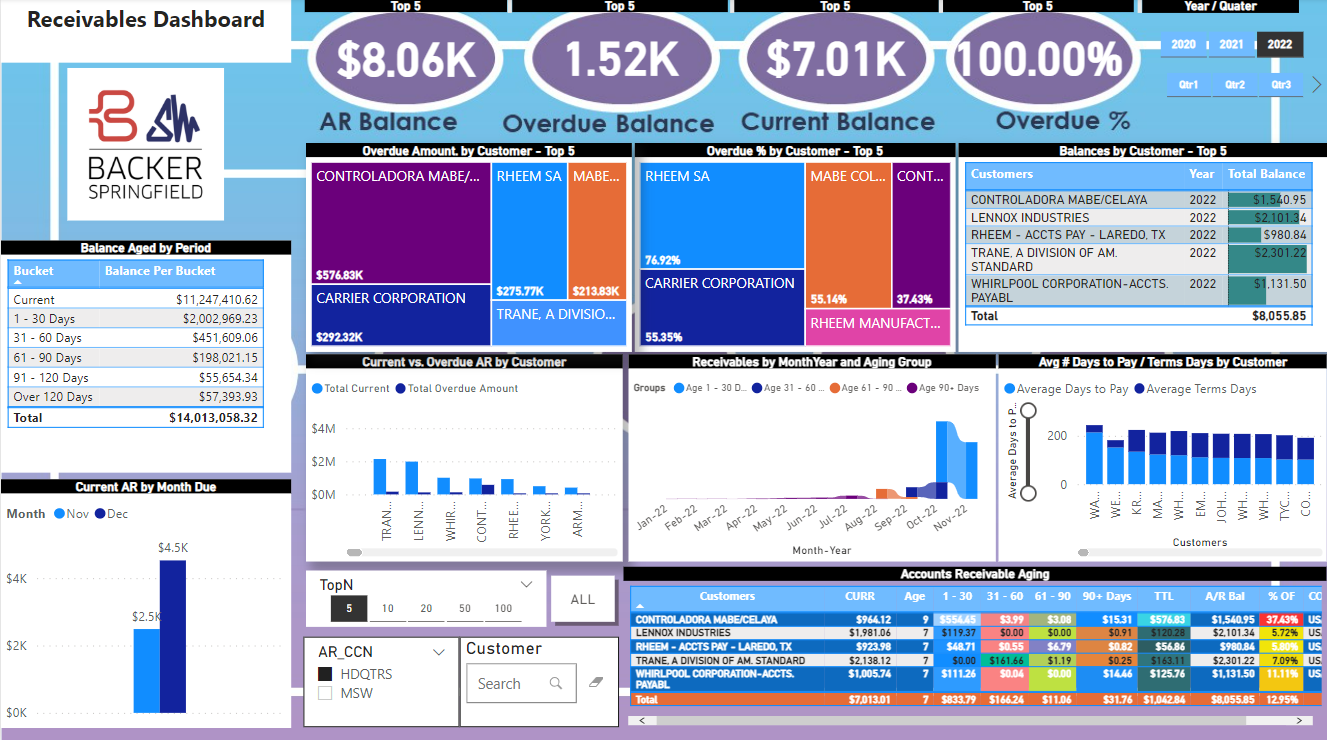 Receivables Dashboard
BACKER
SPRINGFIELD
Top 5
$8.06K
AR Balance
Top 5
1.52K
Overdue Balance
Top 5
$7.01K
Current Balance
Top 5
100.00%
Overdue %
Year / Quater
2020 2021 2022
Qtr1 Qtr2 Qtr3
Overdue Amount. by Customer - Top 5
CONTROLADORA MABE/...
$576.83K
CARRIER CORPORATION
$292.32K
RHEEM SA
$275.77K
MABE...
$213.83K
TRANE, A DIVISIO...
Overdue % by Customer - Top 5
RHEEM SA
76.92%
CARRIER CORPORATION
55.35%
MABE COL...
55.14%
CONT...
37.43%
RHEEM MANUFACT...
Balances by Customer - Top 5
Customers Year Total Balance
CONTROLADORA MABE/CELAYA 2022 $1,540.95
LENNOX INDUSTRIES 2022 $2,101.34
RHEEM - ACCTS PAY - LAREDO, TX 2022 $980.84
TRANE, A DIVISION OF AM. 2022 $2,301.22
STANDARD
WHIRLPOOL CORPORATION-ACCTS. 2022 $1,131.50
PAYABL
Total $8,055.85
Balance Aged by Period
Bucket Balance Per Bucket
Current $11,247,410.62
1 - 30 Days $2,002,969.23
31 - 60 Days $451,609.06
61 - 90 Days $198,021.15
91 - 120 Days $55,654.34
Over 120 Days $57,393.93
Total $14,013,058.32
Current vs. Overdue AR by Customer
Total Current Total Overdue Amount
$4M
$2M
$0M
TRAN... LENN... WHIR... CONT... RHEE... YORK... ARM...
Receivables by MonthYear and Aging Group
Groups Age 1 - 30 D... Age 31 - 60 ... Age 61 - 90 ... Age 90+ Days
Jan-22 Feb-22 Mar-22 Apr-22 May-22 Jun-22 Jul-22 Aug-22 Sep-22 Oct-22 Nov-22
Month-Year
Avg # Days to Pay / Terms Days by Customer
Average Days to Pay Average Terms Days
Average Days to P...
200
0
WA... WE... KR... MA... WH... EM... JOH... WH... WH... TYC... CO...
Customers
Current AR by Month Due
Month Nov Dec
$4.5K
$4K
$2.5K
$2K
$0K
TopN
5 10 20 50 100
ALL
AR_CCN
HDQTRS
MSW
Customer
Search
Accounts Receivable Aging
Customers CURR Age 1 - 30 31 - 60 61 - 90 90+ Days TTL A/R Bal % OF CO
CONTROLADORA MABE/CELAYA $964.12 9 $554.45 $3.99 $3.08 $15.31 $576.83 $1,540.95 37.43% US
LENNOX INDUSTRIES $1,981.06 7 $119.37 $0.00 $0.00 $0.91 $120.28 $2,101.34 5.72% US
RHEEM - ACCTS PAY - LAREDO, TX $923.98 7 $48.71 $0.55 $6.79 $0.82 $56.86 $980.84 5.80% US
TRANE, A DIVISION OF AM. STANDARD $2,138.12 7 $0.00 $161.66 $1.19 $0.25 $163.11 $2,301.22 7.09% US
WHIRLPOOL CORPORATION-ACCTS. $1,005.74 7 $111.26 $0.04 $0.00 $14.46 $125.76 $1,131.50 11.11% US
PAYABL
Total $7,013.01 7 $833.79 $166.24 $11.06 $31.76 $1,042.84 $8,055.85 12.95%